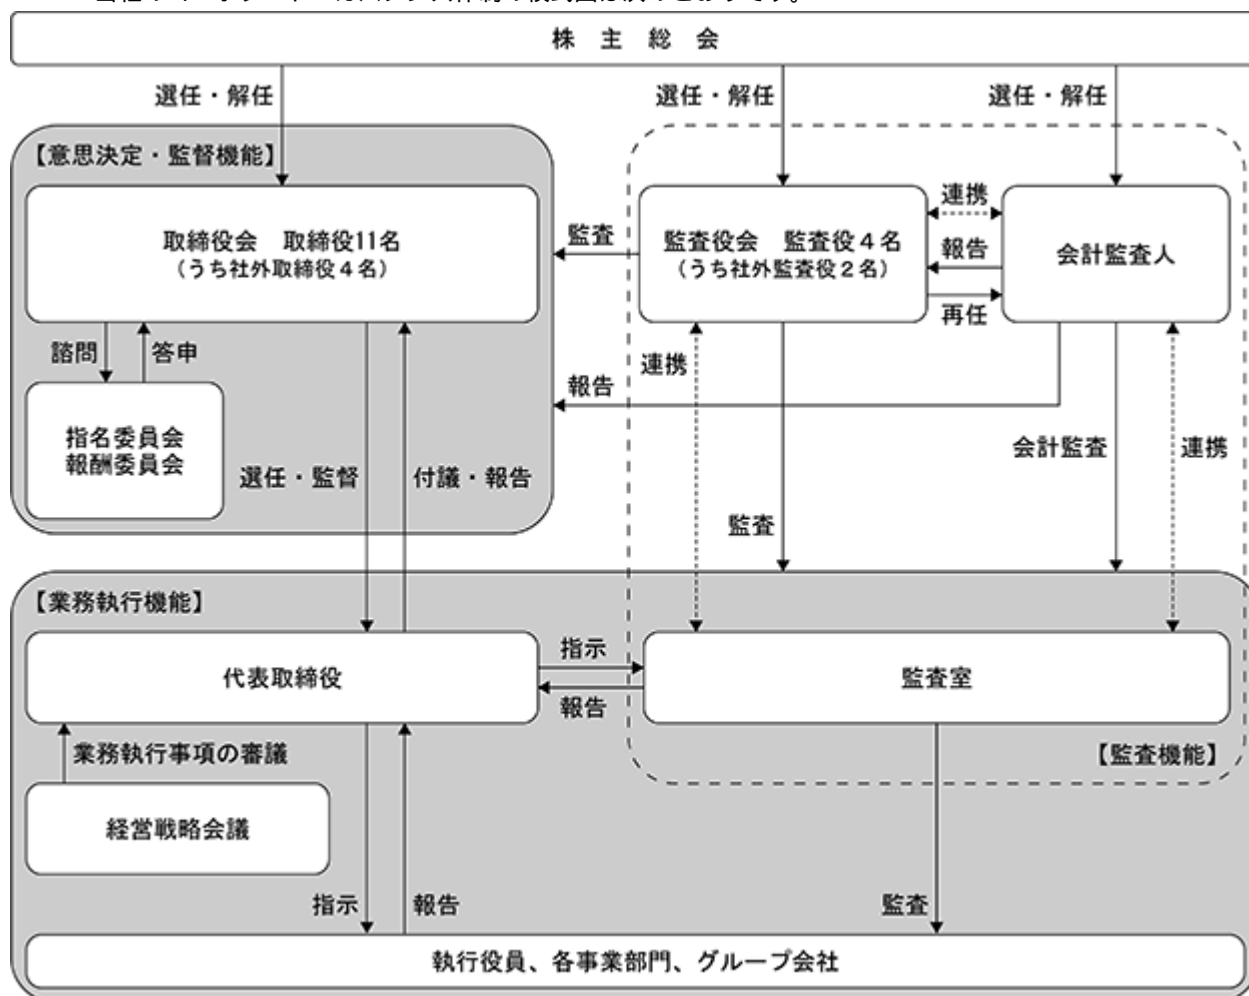 株 主 総 会
選任・解任
選任・解任
選任・解任
【意思決定・監督機能】
取締役会 取締役11名
（うち社外取締役４名）
監査
監査役会 監査役４名
（うち社外監査役２名）
連携
報告
再任
会計監査人
諮問
答申
連携
報告
指名委員会
報酬委員会
選任・監督
付議・報告
会計監査
連携
監査
【業務執行機能】
代表取締役
指示
報告
監査室
業務執行事項の審議
【監査機能】
経営戦略会議
指示
報告
監査
執行役員、各事業部門、グループ会社